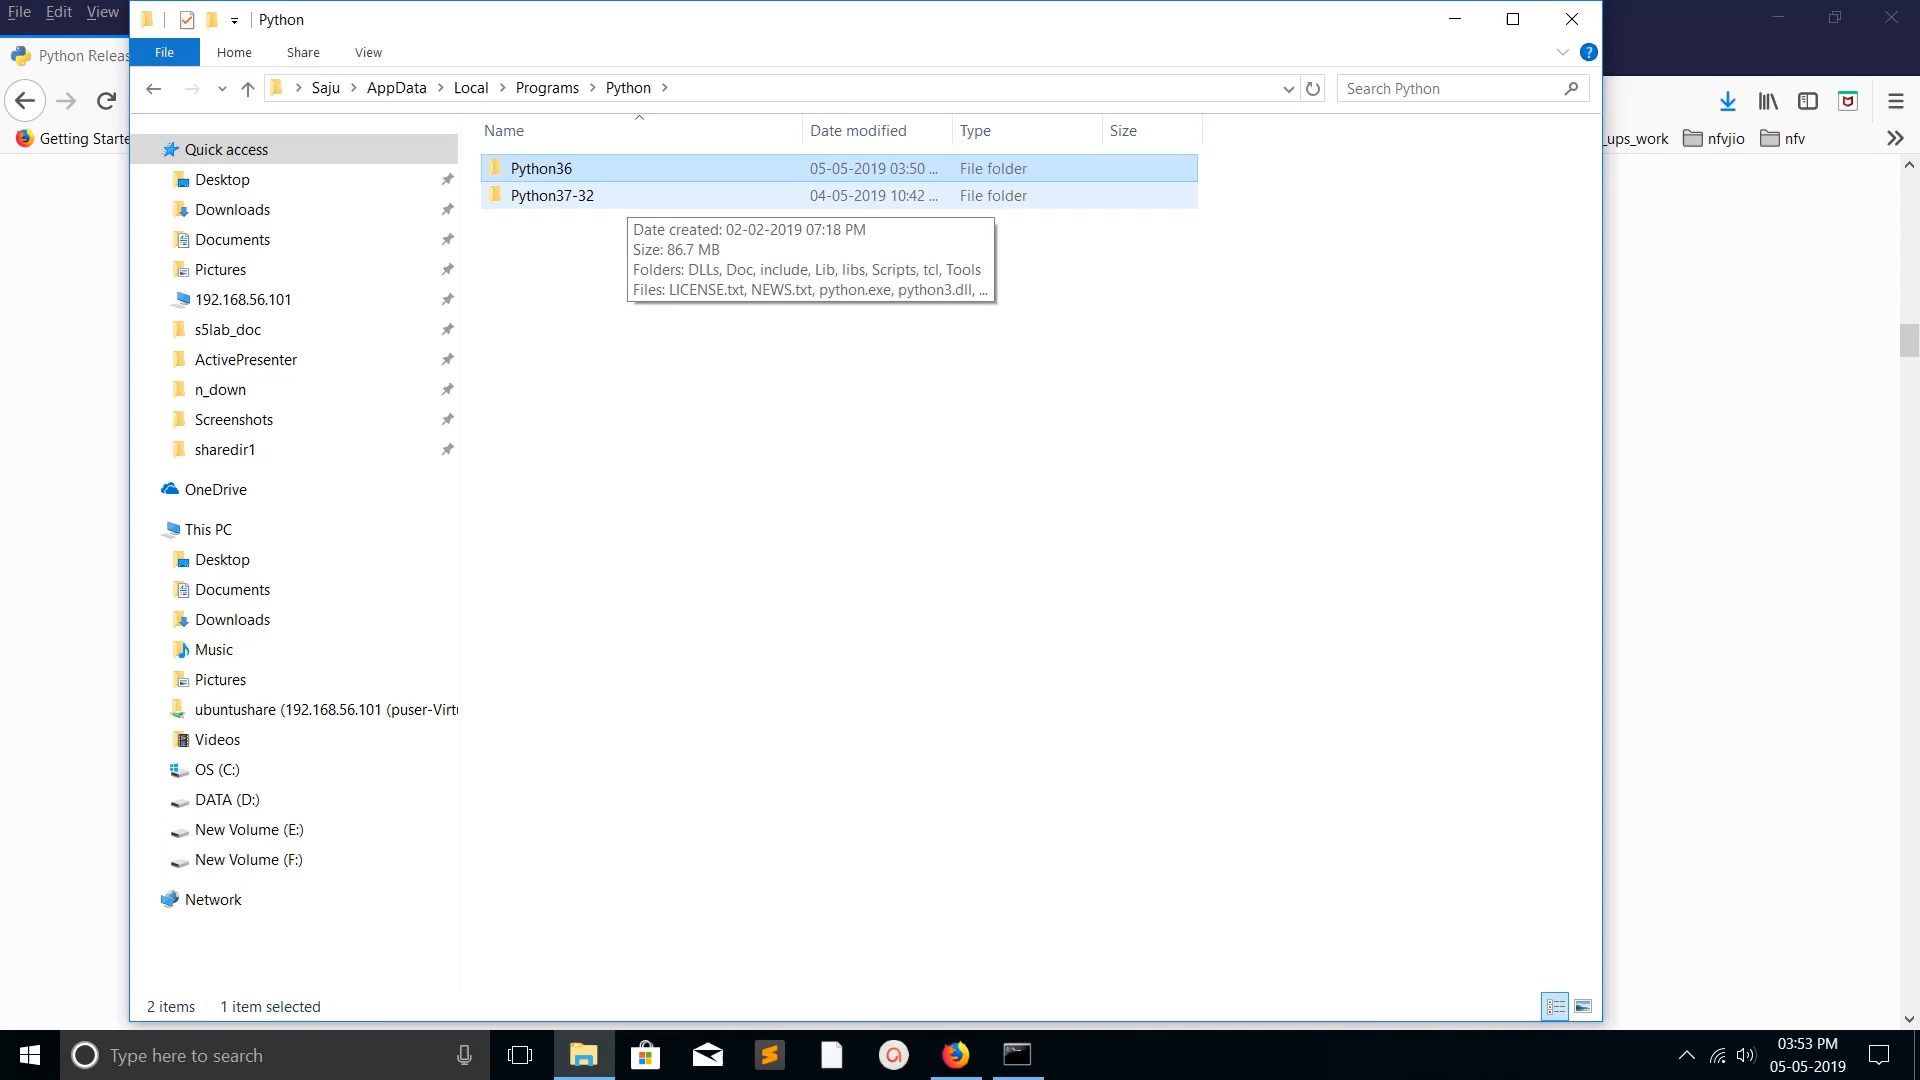 File Edit View
Python
Python Releas
File Home Share View
Saju AppData Local Programs Python
Search Python
Getting Starte
_ups_work nfvjio nfv
Name Date modified Type Size
Quick access
Python36 05-05-2019 03:50 ... File folder
Desktop
Python37-32 04-05-2019 10:42 ... File folder
Downloads
Date created: 02-02-2019 07:18 PM
Size: 86.7 MB
Folders: DLLs, Doc, include, Lib, libs, Scripts, tcl, Tools
Files: LICENSE.txt, NEWS.txt, python.exe, python3.dll, ...
Documents
Pictures
192.168.56.101
s5lab_doc
ActivePresenter
n_down
Screenshots
sharedir1
OneDrive
This PC
Desktop
Documents
Downloads
Music
Pictures
ubuntushare (192.168.56.101 (puser-Virtu
Videos
OS (C:)
DATA (D:)
New Volume (E:)
New Volume (F:)
Network
2 items 1 item selected
Type here to search
03:53 PM
05-05-2019